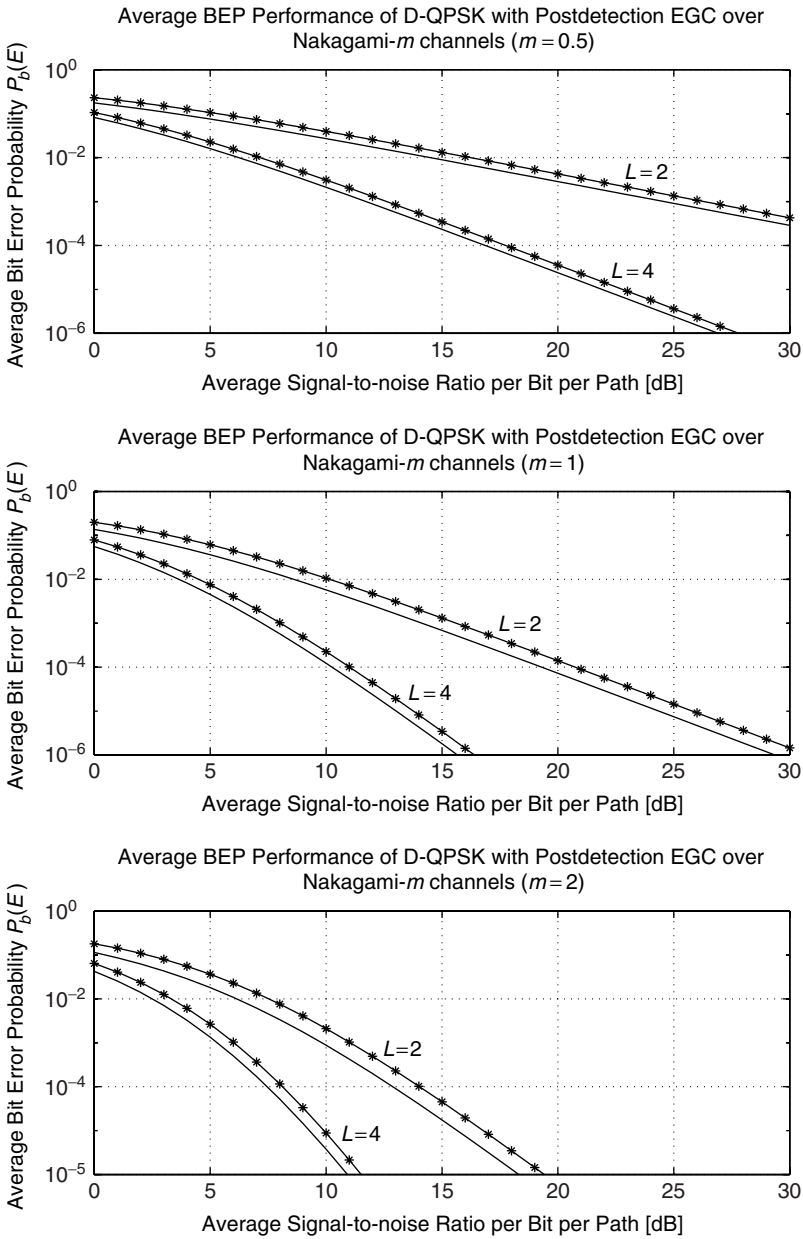 Average BEP Performance of D-QPSK with Postdetection EGC over
Nakagami-m channels (m = 0.5)
Average Bit Error Probability P_b(E)
10^0
10^−2
10^−4
10^−6
L=2
L=4
0 5 10 15 20 25 30
Average Signal-to-noise Ratio per Bit per Path [dB]
Average BEP Performance of D-QPSK with Postdetection EGC over
Nakagami-m channels (m = 1)
Average Bit Error Probability P_b(E)
10^0
10^−2
10^−4
10^−6
L=2
L=4
0 5 10 15 20 25 30
Average Signal-to-noise Ratio per Bit per Path [dB]
Average BEP Performance of D-QPSK with Postdetection EGC over
Nakagami-m channels (m = 2)
Average Bit Error Probability P_b(E)
10^0
10^−2
10^−4
10^−5
L=2
L=4
0 5 10 15 20 25 30
Average Signal-to-noise Ratio per Bit per Path [dB]